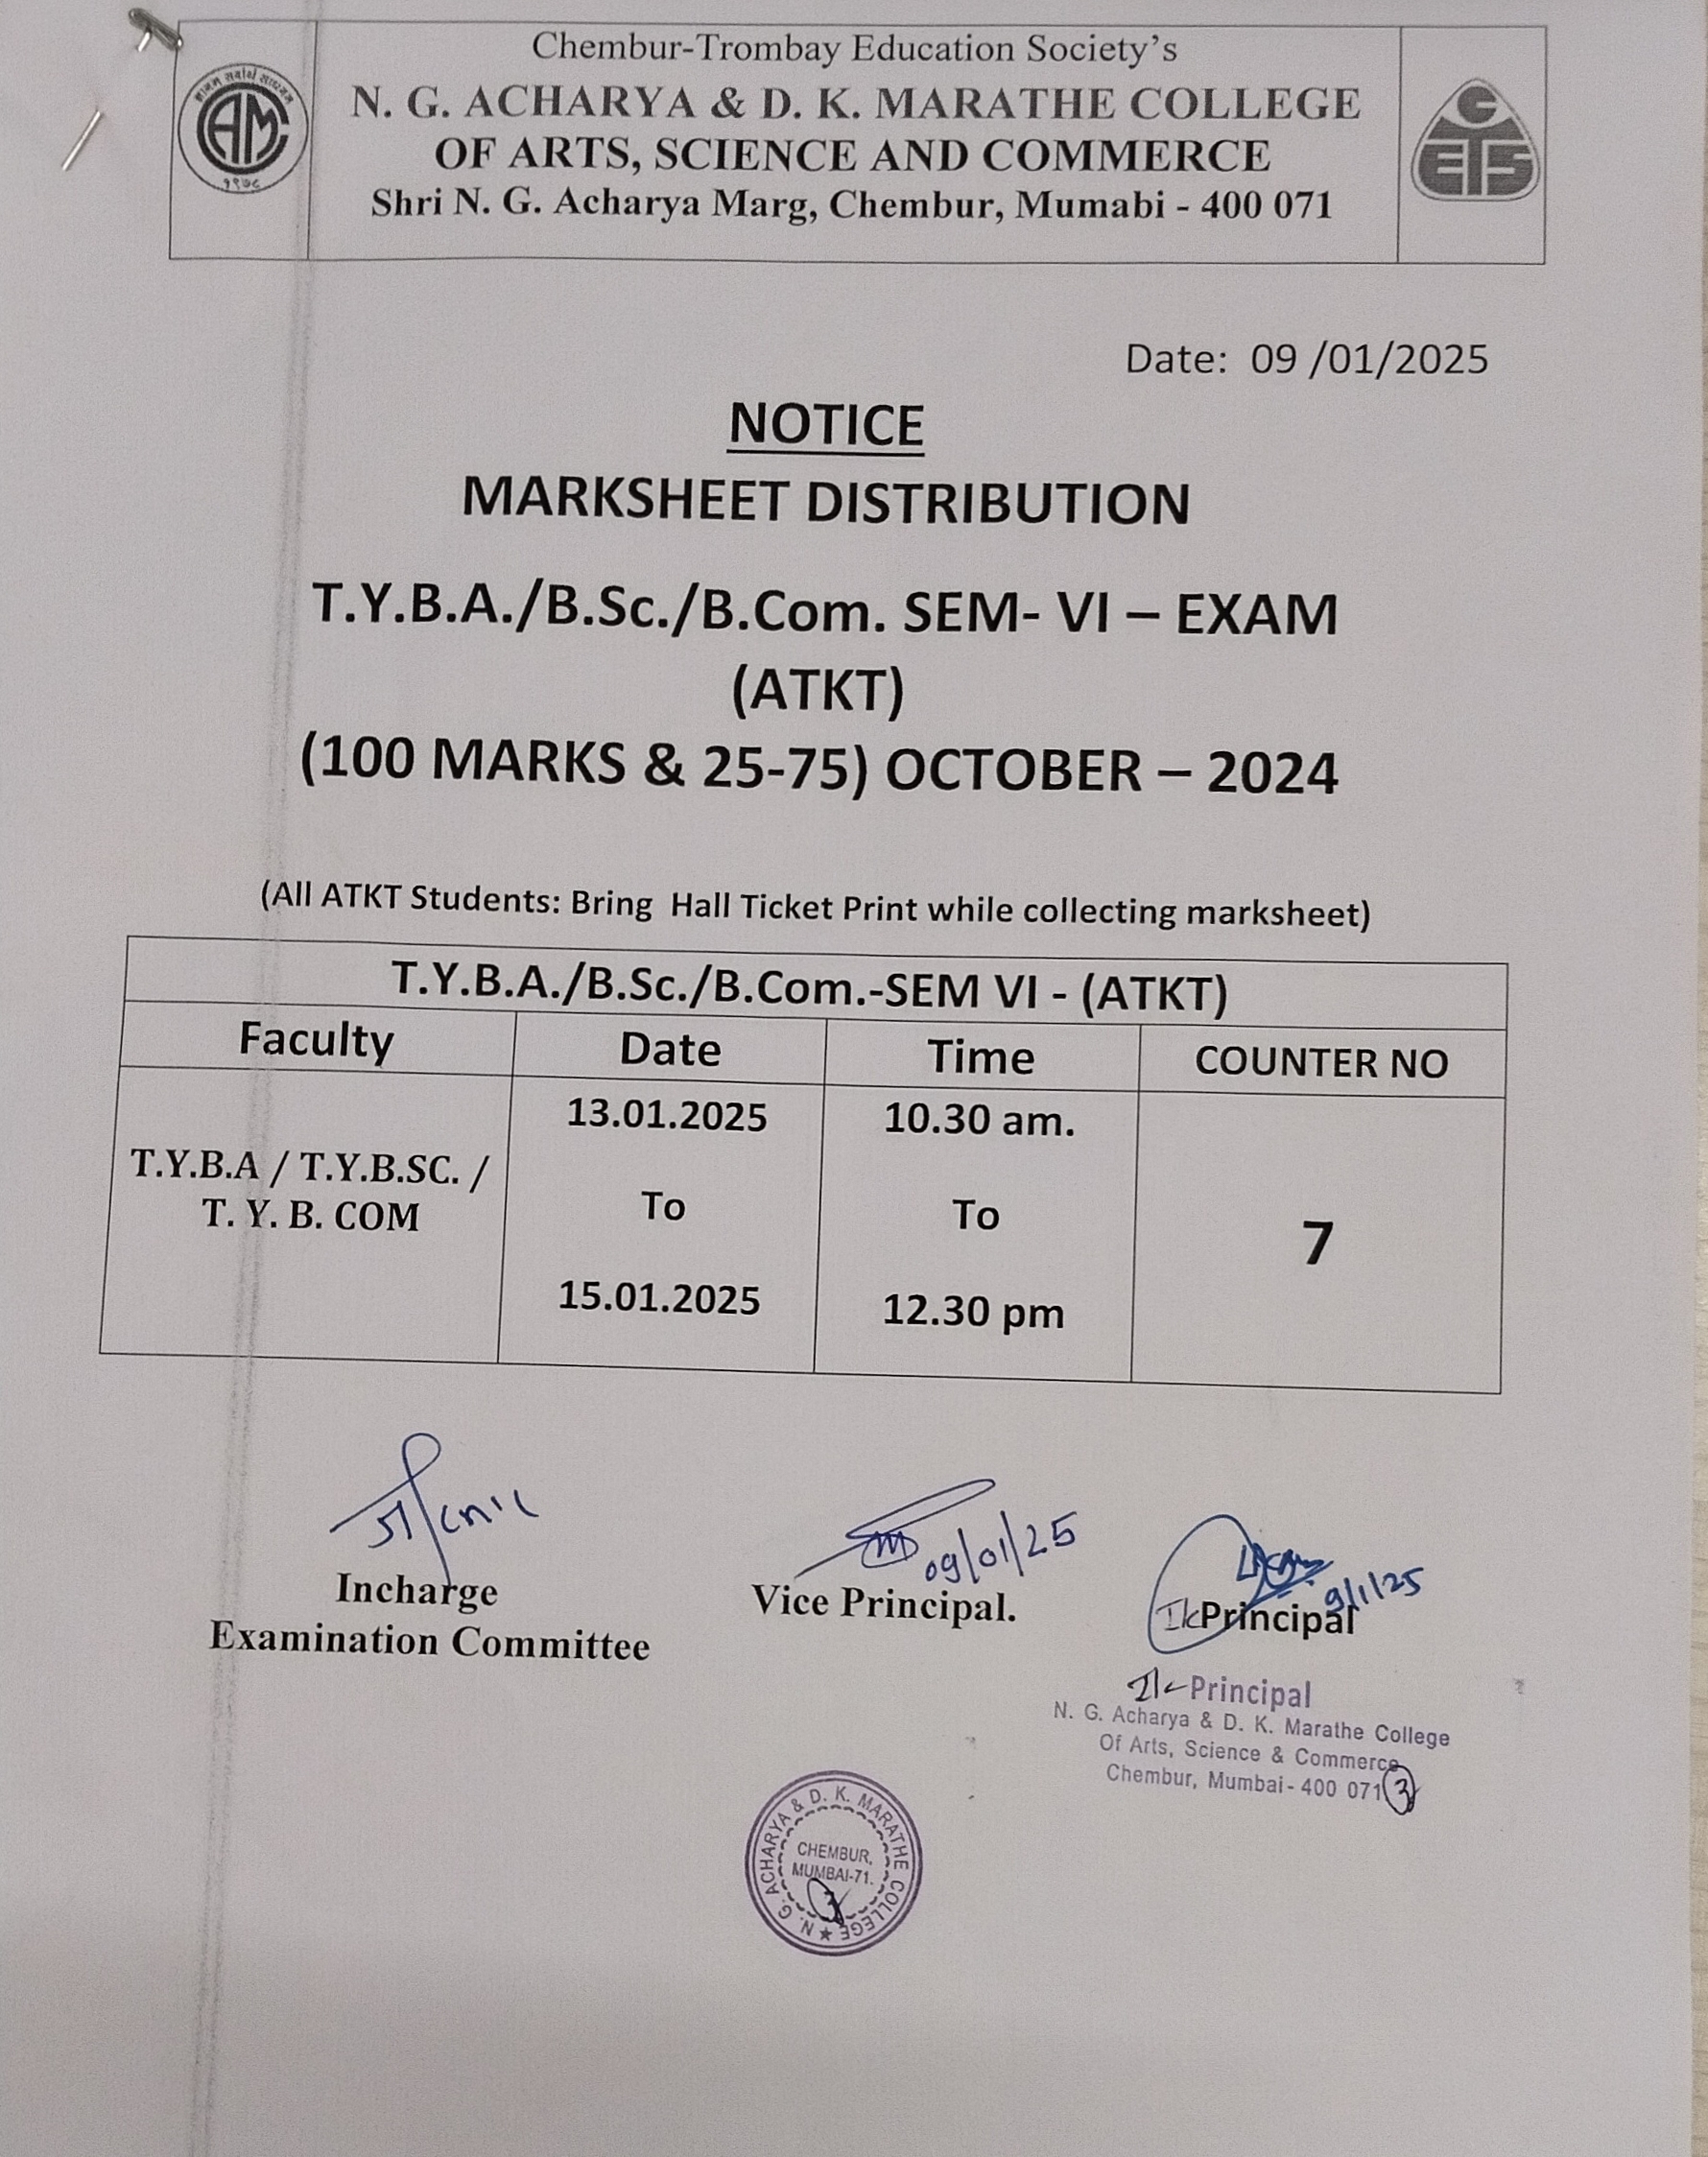 Chembur-Trombay Education Society's
N. G. ACHARYA & D. K. MARATHE COLLEGE
OF ARTS, SCIENCE AND COMMERCE
Shri N. G. Acharya Marg, Chembur, Mumabi - 400 071
१९७८
CTES
Date: 09 /01/2025
NOTICE
MARKSHEET DISTRIBUTION
T.Y.B.A./B.Sc./B.Com. SEM- VI – EXAM
(ATKT)
(100 MARKS & 25-75) OCTOBER – 2024
(All ATKT Students: Bring Hall Ticket Print while collecting marksheet)
T.Y.B.A./B.Sc./B.Com.-SEM VI - (ATKT)
Faculty Date Time COUNTER NO
T.Y.B.A / T.Y.B.SC. /
T. Y. B. COM
13.01.2025
To
15.01.2025
10.30 am.
To
12.30 pm
7
09/01/25
9/1/25
Incharge
Examination Committee
Vice Principal.
I/c Principal
I/c Principal
N. G. Acharya & D. K. Marathe College
Of Arts, Science & Commerce
Chembur, Mumbai- 400 071
N. G. ACHARYA & D. K. MARATHE COLLEGE ★
CHEMBUR,
MUMBAI-71.